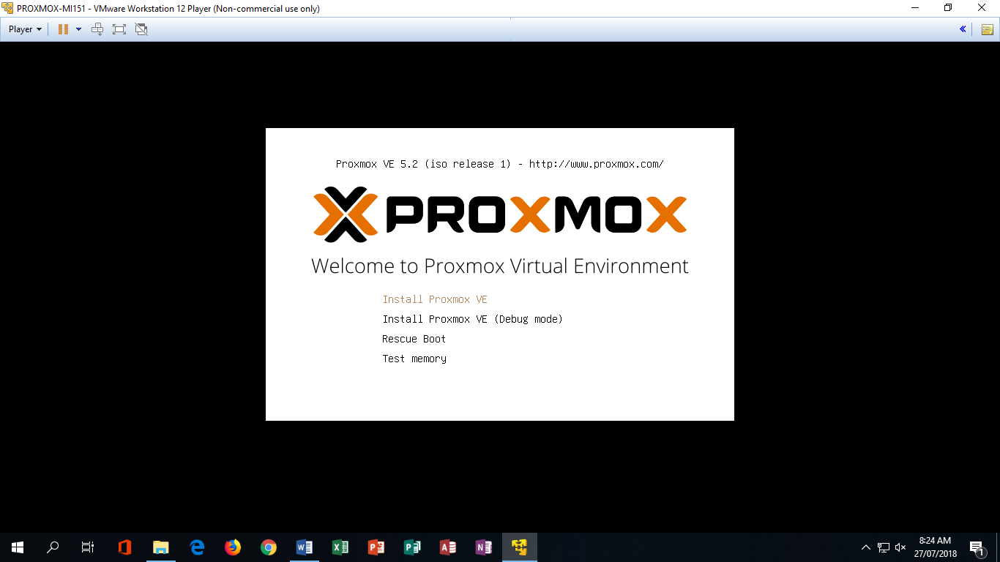 PROXMOX-MI151 - VMware Workstation 12 Player (Non-commercial use only)
Player
Proxmox VE 5.2 (iso release 1) - http://www.proxmox.com/
PROXMOX
Welcome to Proxmox Virtual Environment
Install Proxmox VE
Install Proxmox VE (Debug mode)
Rescue Boot
Test memory
8:24 AM
27/07/2018
1